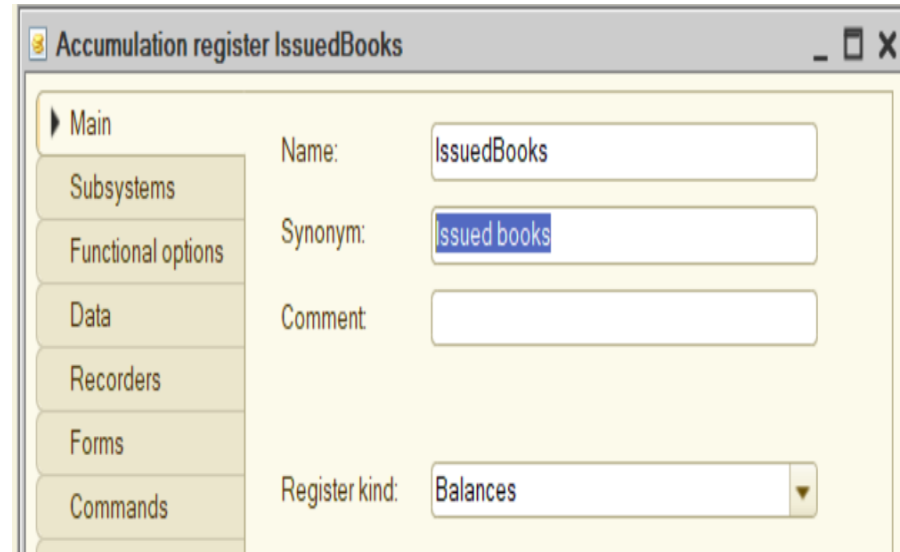 Accumulation register IssuedBooks
Main
Name: IssuedBooks
Subsystems
Synonym: Issued books
Functional options
Data
Comment:
Recorders
Forms
Register kind: Balances
Commands